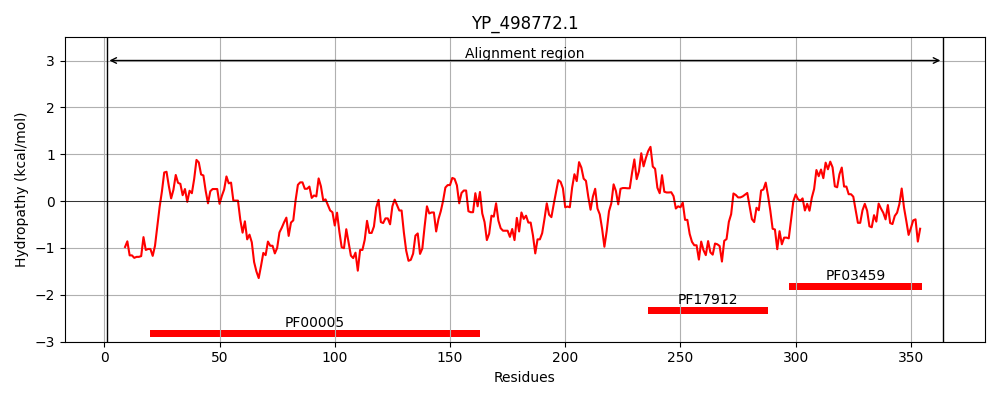 YP_498772.1
Alignment region
Hydropathy (kcal/mol)
3
2
1
0
−1
−2
−3
PF03459
PF17912
PF00005
0 50 100 150 200 250 300 350
Residues